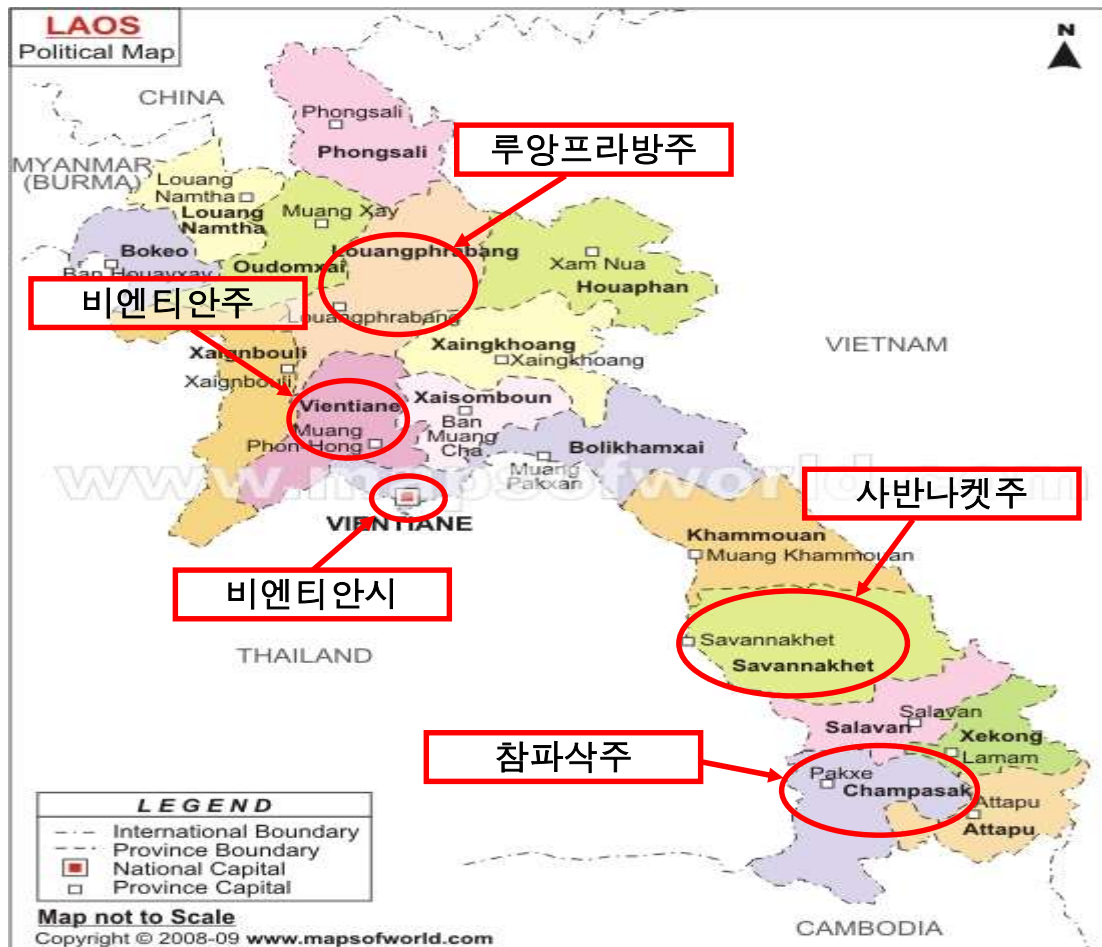 LAOS
Political Map
N
CHINA
Phongsali
Phongsali
루앙프라방주
MYANMAR
(BURMA)
Louang
Namtha
Louang
Namtha
Muang Xay
Bokeo
Ban Houayxay
Oudomxai
Louangphrabang
Xam Nua
Houaphan
비엔티안주
Louangphrabang
Xaingkhoang
Xaingkhoang
VIETNAM
Xaignbouli
Xaignbouli
Vientiane
Xaisomboun
Ban
Muang
Cha
Muang
Phon-Hong
Bolikhamxai
Muang
Pakxan
www.mapsofworld.com
VIENTIANE
사반나켓주
Khammouan
Muang Khammouan
비엔티안시
THAILAND
Savannakhet
Savannakhet
Salavan
Salavan
Xekong
Lamam
참파삭주
Pakxe
Champasak
Attapu
Attapu
LEGEND
International Boundary
Province Boundary
National Capital
Province Capital
Map not to Scale
Copyright © 2008-09 www.mapsofworld.com
CAMBODIA